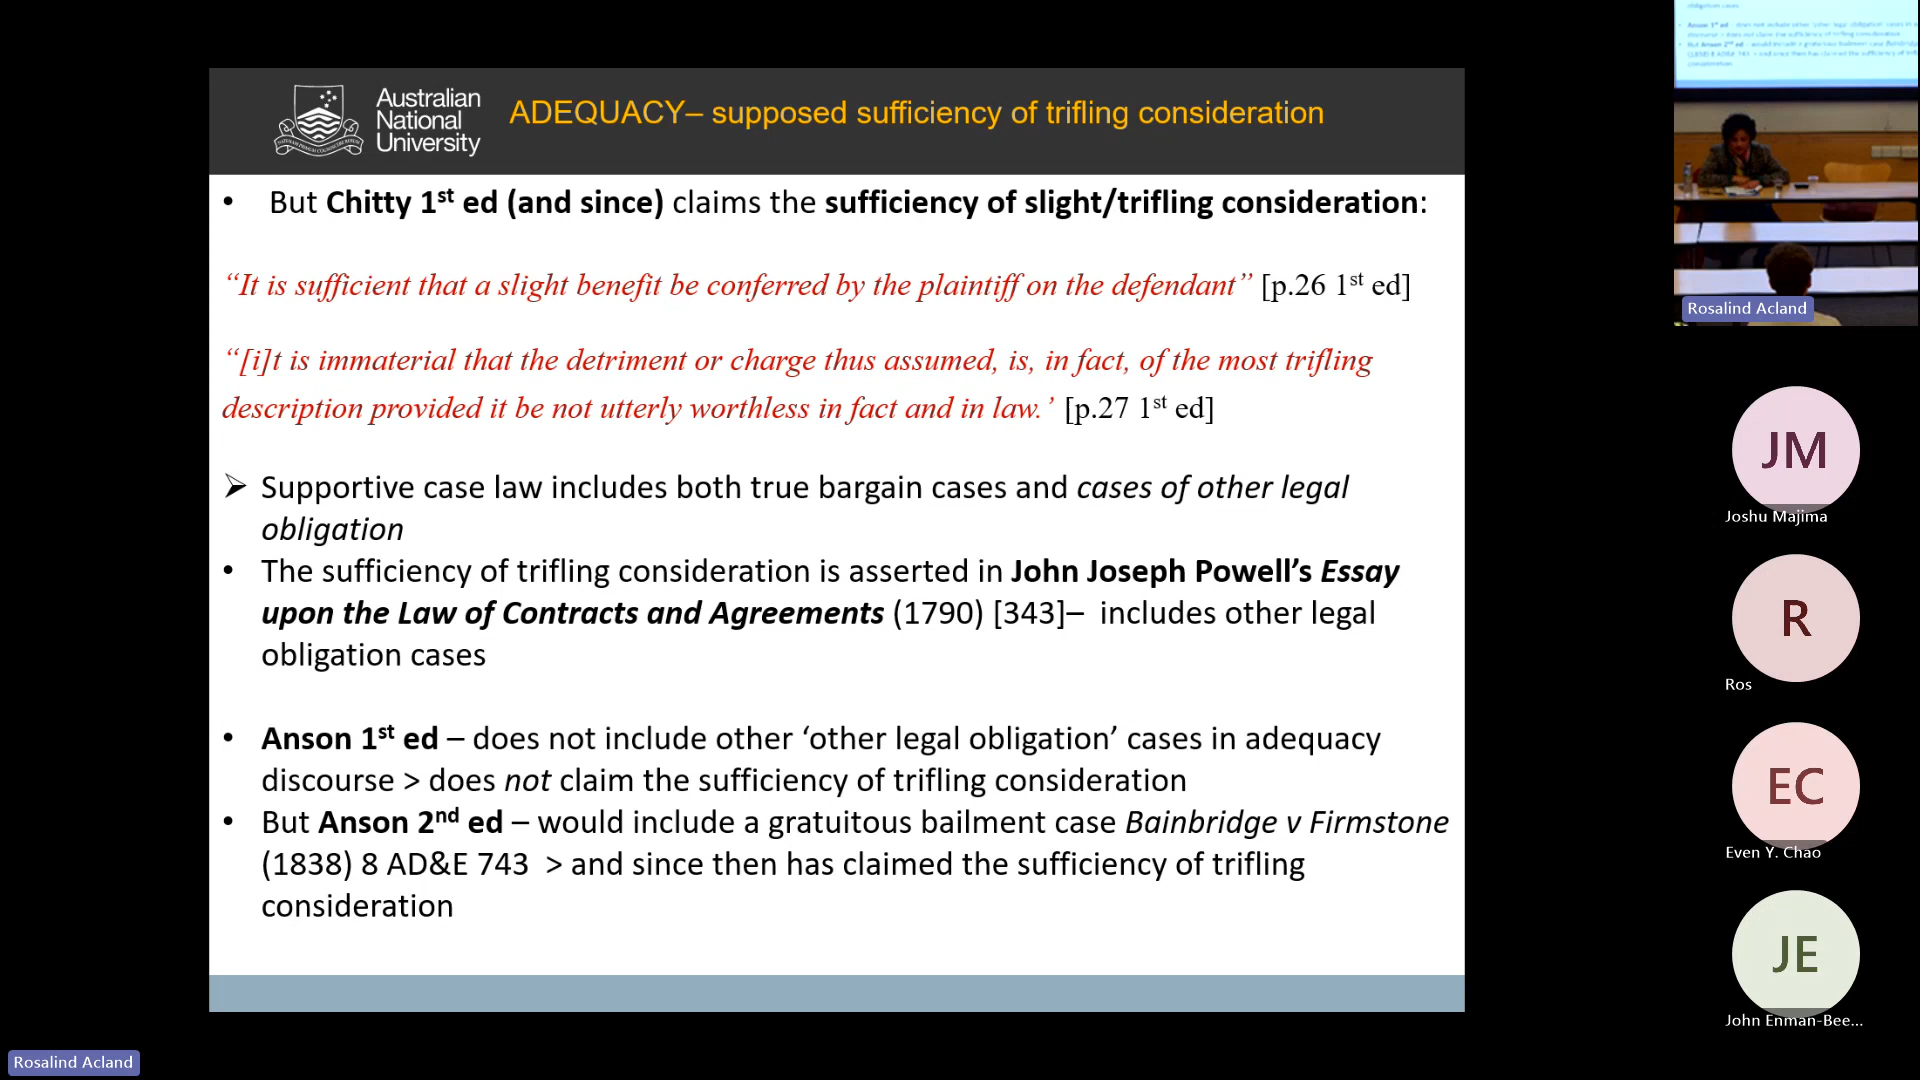 Australian
National
University
ADEQUACY– supposed sufficiency of trifling consideration
• But Chitty 1st ed (and since) claims the sufficiency of slight/trifling consideration:
“It is sufficient that a slight benefit be conferred by the plaintiff on the defendant” [p.26 1st ed]
“[i]t is immaterial that the detriment or charge thus assumed, is, in fact, of the most trifling
description provided it be not utterly worthless in fact and in law.’ [p.27 1st ed]
➢ Supportive case law includes both true bargain cases and cases of other legal
obligation
• The sufficiency of trifling consideration is asserted in John Joseph Powell’s Essay
upon the Law of Contracts and Agreements (1790) [343]– includes other legal
obligation cases
• Anson 1st ed – does not include other ‘other legal obligation’ cases in adequacy
discourse > does not claim the sufficiency of trifling consideration
• But Anson 2nd ed – would include a gratuitous bailment case Bainbridge v Firmstone
(1838) 8 AD&E 743 > and since then has claimed the sufficiency of trifling
consideration
Rosalind Acland
JM
Joshu Majima
R
Ros
EC
Even Y. Chao
JE
John Enman-Bee...
Rosalind Acland